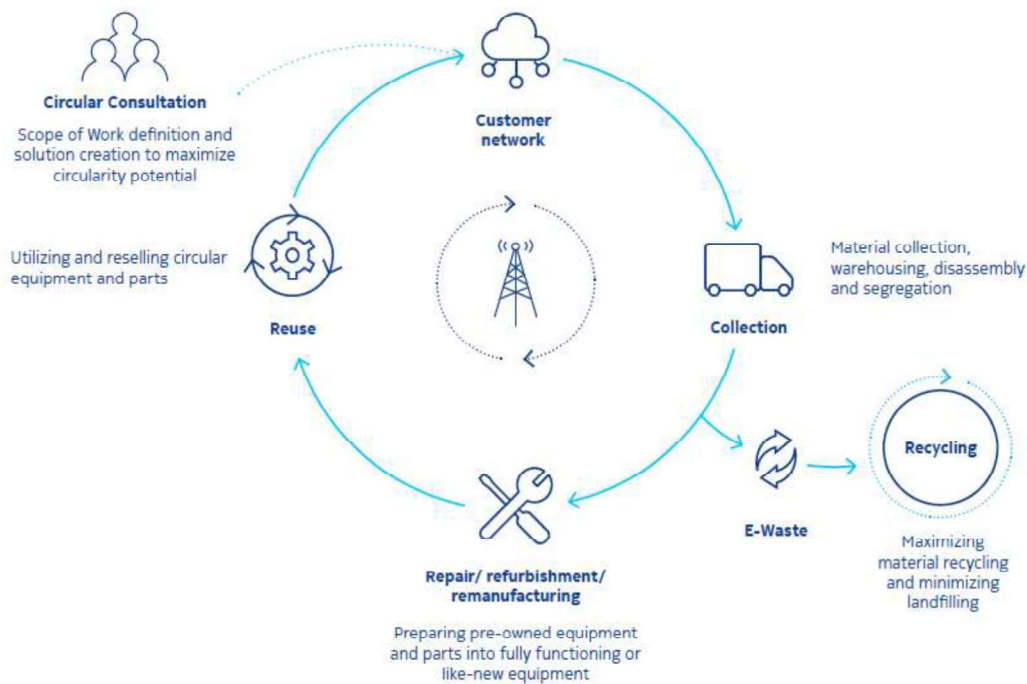 Circular Consultation
Scope of Work definition and
solution creation to maximize
circularity potential
Customer
network
Utilizing and reselling circular
equipment and parts
Reuse
Material collection,
warehousing, disassembly
and segregation
Collection
Recycling
E-Waste
Maximizing
material recycling
and minimizing
landfilling
Repair/ refurbishment/
remanufacturing
Preparing pre-owned equipment
and parts into fully functioning or
like-new equipment